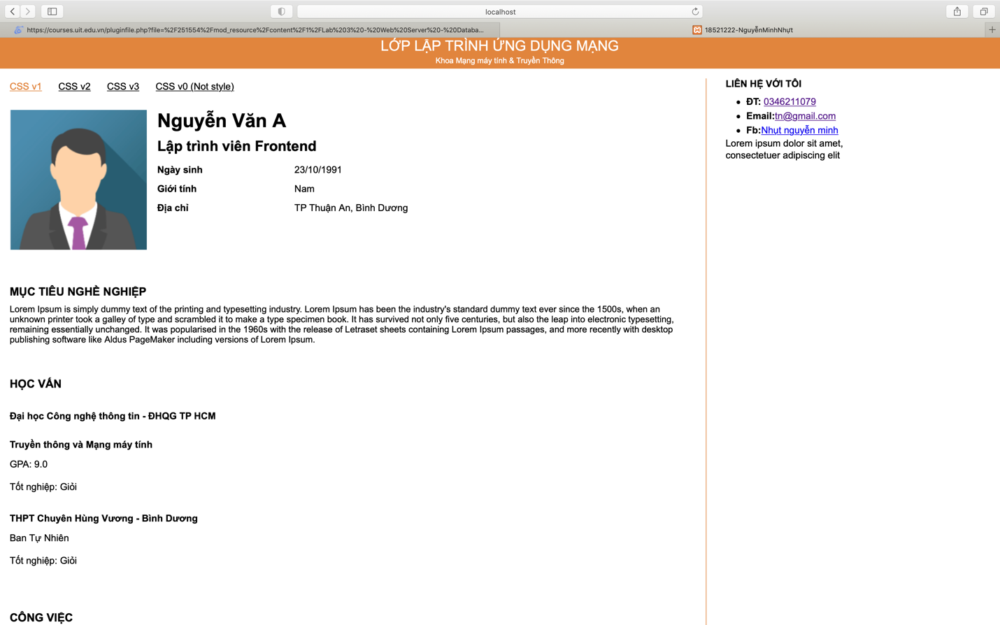 localhost
https://courses.uit.edu.vn/pluginfile.php?file=%2F251554%2Fmod_resource%2Fcontent%2F1%2FLab%203%20-%20Web%20Server%20-%20Databa...
18521222-NguyễnMinhNhựt
LỚP LẬP TRÌNH ỨNG DỤNG MẠNG
Khoa Mạng máy tính & Truyền Thông
CSS v1 CSS v2 CSS v3 CSS v0 (Not style)
Nguyễn Văn A
Lập trình viên Frontend
Ngày sinh 23/10/1991
Giới tính Nam
Địa chỉ TP Thuận An, Bình Dương
MỤC TIÊU NGHỀ NGHIỆP
Lorem Ipsum is simply dummy text of the printing and typesetting industry. Lorem Ipsum has been the industry's standard dummy text ever since the 1500s, when an
unknown printer took a galley of type and scrambled it to make a type specimen book. It has survived not only five centuries, but also the leap into electronic typesetting,
remaining essentially unchanged. It was popularised in the 1960s with the release of Letraset sheets containing Lorem Ipsum passages, and more recently with desktop
publishing software like Aldus PageMaker including versions of Lorem Ipsum.
HỌC VẤN
Đại học Công nghệ thông tin - ĐHQG TP HCM
Truyền thông và Mạng máy tính
GPA: 9.0
Tốt nghiệp: Giỏi
THPT Chuyên Hùng Vương - Bình Dương
Ban Tự Nhiên
Tốt nghiệp: Giỏi
CÔNG VIỆC
LIÊN HỆ VỚI TÔI
ĐT: 0346211079
Email:tn@gmail.com
Fb:Nhụt nguyễn minh
Lorem ipsum dolor sit amet,
consectetuer adipiscing elit